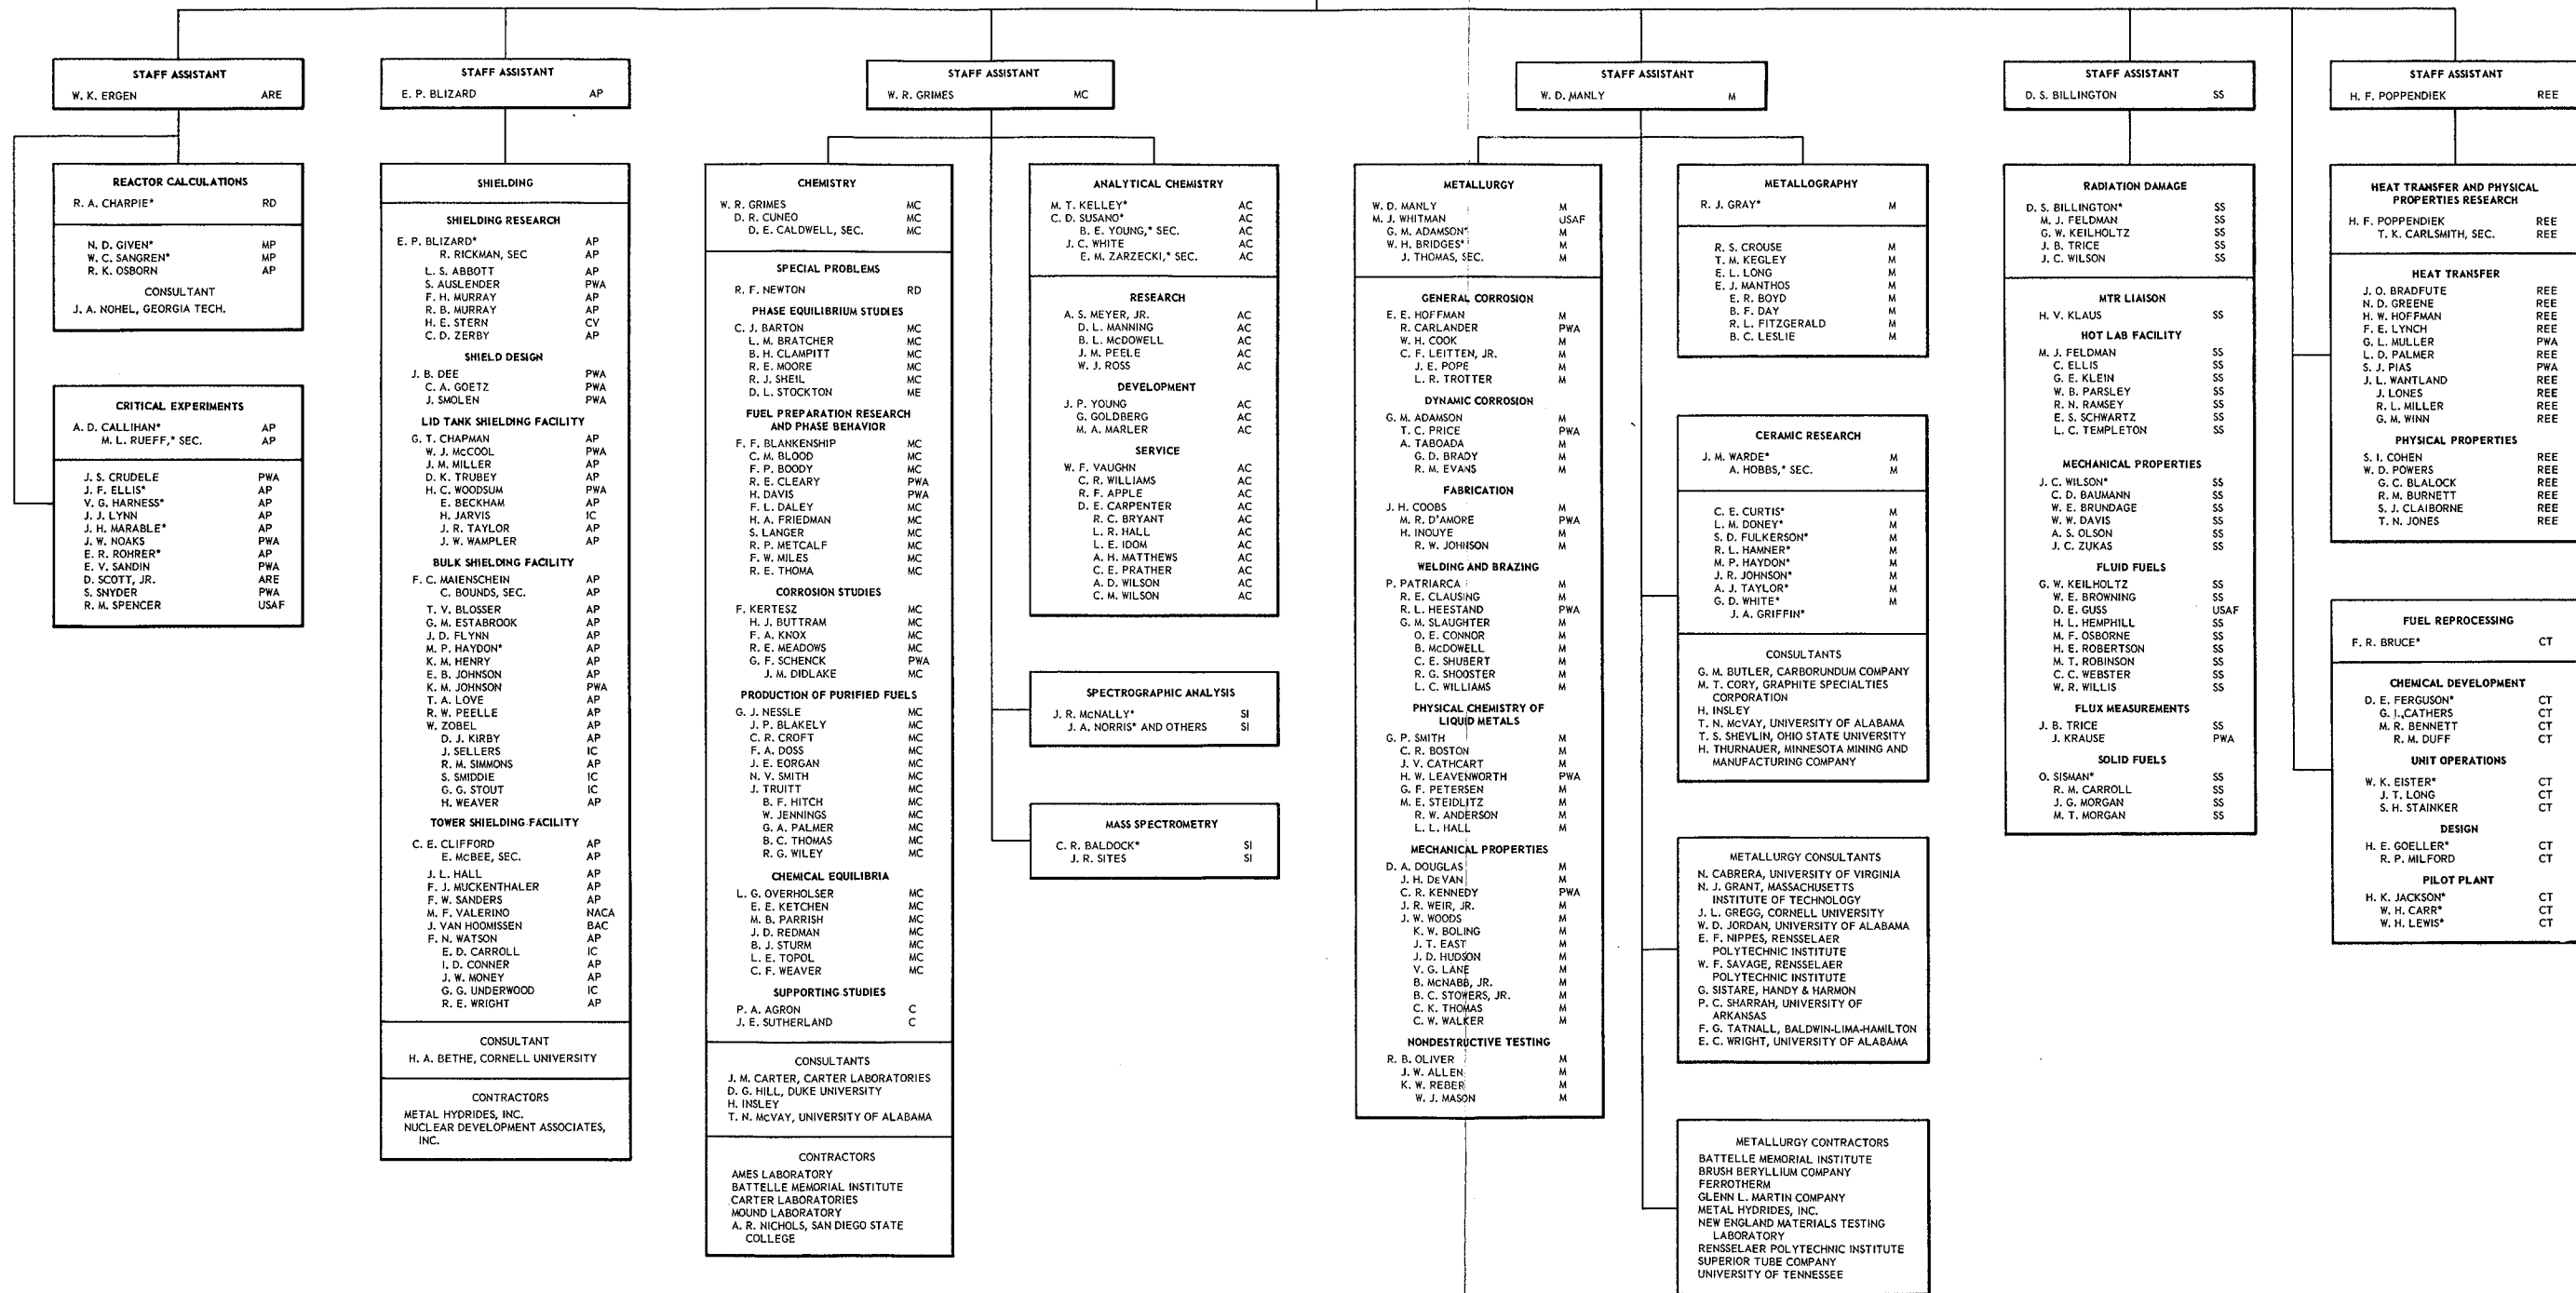 STAFF ASSISTANT
W. K. ERGEN ARE
REACTOR CALCULATIONS
R. A. CHARPIE* RD
N. D. GIVEN* MP
W. C. SANGREN* MP
R. K. OSBORN AP
CONSULTANT
J. A. NOHEL, GEORGIA TECH.
CRITICAL EXPERIMENTS
A. D. CALLIHAN* AP
M. L. RUEFF,* SEC. AP
J. S. CRUDELE PWA
J. F. ELLIS* AP
V. G. HARNESS* AP
J. J. LYNN AP
J. H. MARABLE* AP
J. W. NOAKS PWA
E. R. ROHRER* AP
E. V. SANDIN PWA
D. SCOTT, JR. ARE
S. SNYDER PWA
R. M. SPENCER USAF
STAFF ASSISTANT
E. P. BLIZARD AP
SHIELDING
SHIELDING RESEARCH
E. P. BLIZARD* AP
R. RICKMAN, SEC AP
L. S. ABBOTT AP
S. AUSLENDER PWA
F. H. MURRAY AP
R. B. MURRAY AP
H. E. STERN CV
C. D. ZERBY AP
SHIELD DESIGN
J. B. DEE PWA
C. A. GOETZ PWA
J. SMOLEN PWA
LID TANK SHIELDING FACILITY
G. T. CHAPMAN AP
W. J. McCOOL PWA
J. M. MILLER AP
D. K. TRUBEY AP
H. C. WOODSUM PWA
E. BECKHAM AP
H. JARVIS IC
J. R. TAYLOR AP
J. W. WAMPLER AP
BULK SHIELDING FACILITY
F. C. MAIENSCHEIN AP
C. BOUNDS, SEC. AP
T. V. BLOSSER AP
G. M. ESTABROOK AP
J. D. FLYNN AP
M. P. HAYDON* AP
K. M. HENRY AP
E. B. JOHNSON AP
K. M. JOHNSON PWA
T. A. LOVE AP
R. W. PEELLE AP
W. ZOBEL AP
D. J. KIRBY AP
J. SELLERS IC
R. M. SIMMONS AP
S. SMIDDIE IC
G. G. STOUT IC
H. WEAVER AP
TOWER SHIELDING FACILITY
C. E. CLIFFORD AP
E. McBEE, SEC. AP
J. L. HALL AP
F. J. MUCKENTHALER AP
F. W. SANDERS AP
M. F. VALERINO NACA
J. VAN HOOMISSEN BAC
F. N. WATSON AP
E. D. CARROLL IC
I. D. CONNER AP
J. W. MONEY AP
G. G. UNDERWOOD IC
R. E. WRIGHT AP
CONSULTANT
H. A. BETHE, CORNELL UNIVERSITY
CONTRACTORS
METAL HYDRIDES, INC.
NUCLEAR DEVELOPMENT ASSOCIATES,
INC.
STAFF ASSISTANT
W. R. GRIMES MC
CHEMISTRY
W. R. GRIMES MC
D. R. CUNEO MC
D. E. CALDWELL, SEC. MC
SPECIAL PROBLEMS
R. F. NEWTON RD
PHASE EQUILIBRIUM STUDIES
C. J. BARTON MC
L. M. BRATCHER MC
B. H. CLAMPITT MC
R. E. MOORE MC
R. J. SHEIL MC
D. L. STOCKTON ME
FUEL PREPARATION RESEARCH
AND PHASE BEHAVIOR
F. F. BLANKENSHIP MC
C. M. BLOOD MC
F. P. BOODY MC
R. E. CLEARY PWA
H. DAVIS PWA
F. L. DALEY MC
H. A. FRIEDMAN MC
S. LANGER MC
R. P. METCALF MC
F. W. MILES MC
R. E. THOMA MC
CORROSION STUDIES
F. KERTESZ MC
H. J. BUTTRAM MC
F. A. KNOX MC
R. E. MEADOWS MC
G. F. SCHENCK PWA
J. M. DIDLAKE MC
PRODUCTION OF PURIFIED FUELS
G. J. NESSLE MC
J. P. BLAKELY MC
C. R. CROFT MC
F. A. DOSS MC
J. E. EORGAN MC
N. V. SMITH MC
J. TRUITT MC
B. F. HITCH MC
W. JENNINGS MC
G. A. PALMER MC
B. C. THOMAS MC
R. G. WILEY MC
CHEMICAL EQUILIBRIA
L. G. OVERHOLSER MC
E. E. KETCHEN MC
M. B. PARRISH MC
J. D. REDMAN MC
B. J. STURM MC
L. E. TOPOL MC
C. F. WEAVER MC
SUPPORTING STUDIES
P. A. AGRON C
J. E. SUTHERLAND C
CONSULTANTS
J. M. CARTER, CARTER LABORATORIES
D. G. HILL, DUKE UNIVERSITY
H. INSLEY
T. N. McVAY, UNIVERSITY OF ALABAMA
CONTRACTORS
AMES LABORATORY
BATTELLE MEMORIAL INSTITUTE
CARTER LABORATORIES
MOUND LABORATORY
A. R. NICHOLS, SAN DIEGO STATE
COLLEGE
ANALYTICAL CHEMISTRY
M. T. KELLEY* AC
C. D. SUSANO* AC
B. E. YOUNG,* SEC. AC
J. C. WHITE AC
E. M. ZARZECKI,* SEC. AC
RESEARCH
A. S. MEYER, JR. AC
D. L. MANNING AC
B. L. McDOWELL AC
J. M. PEELE AC
W. J. ROSS AC
DEVELOPMENT
J. P. YOUNG AC
G. GOLDBERG AC
M. A. MARLER AC
SERVICE
W. F. VAUGHN AC
C. R. WILLIAMS AC
R. F. APPLE AC
D. E. CARPENTER AC
R. C. BRYANT AC
L. R. HALL AC
L. E. IDOM AC
A. H. MATTHEWS AC
C. E. PRATHER AC
A. D. WILSON AC
C. M. WILSON AC
SPECTROGRAPHIC ANALYSIS
J. R. McNALLY* SI
J. A. NORRIS* AND OTHERS SI
MASS SPECTROMETRY
C. R. BALDOCK* SI
J. R. SITES SI
STAFF ASSISTANT
W. D. MANLY M
METALLURGY
W. D. MANLY M
M. J. WHITMAN USAF
G. M. ADAMSON* M
W. H. BRIDGES* M
J. THOMAS, SEC. M
GENERAL CORROSION
E. E. HOFFMAN M
R. CARLANDER PWA
W. H. COOK M
C. F. LEITTEN, JR. M
J. E. POPE M
L. R. TROTTER M
DYNAMIC CORROSION
G. M. ADAMSON M
T. C. PRICE PWA
A. TABOADA M
G. D. BRADY M
R. M. EVANS M
FABRICATION
J. H. COOBS M
M. R. D'AMORE PWA
H. INOUYE M
R. W. JOHNSON M
WELDING AND BRAZING
P. PATRIARCA M
R. E. CLAUSING M
R. L. HEESTAND PWA
G. M. SLAUGHTER M
O. E. CONNOR M
B. McDOWELL M
C. E. SHUBERT M
R. G. SHOOSTER M
L. C. WILLIAMS M
PHYSICAL CHEMISTRY OF
LIQUID METALS
G. P. SMITH M
C. R. BOSTON M
J. V. CATHCART M
H. W. LEAVENWORTH PWA
G. F. PETERSEN M
M. E. STEIDLITZ M
R. W. ANDERSON M
L. L. HALL M
MECHANICAL PROPERTIES
D. A. DOUGLAS M
J. H. DeVAN M
C. R. KENNEDY PWA
J. R. WEIR, JR. M
J. W. WOODS M
K. W. BOLING M
J. T. EAST M
J. D. HUDSON M
V. G. LANE M
B. McNABB, JR. M
B. C. STOWERS, JR. M
C. K. THOMAS M
C. W. WALKER M
NONDESTRUCTIVE TESTING
R. B. OLIVER M
J. W. ALLEN M
K. W. REBER M
W. J. MASON M
METALLOGRAPHY
R. J. GRAY* M
R. S. CROUSE M
T. M. KEGLEY M
E. L. LONG M
E. J. MANTHOS M
E. R. BOYD M
B. F. DAY M
R. L. FITZGERALD M
B. C. LESLIE M
CERAMIC RESEARCH
J. M. WARDE* M
A. HOBBS,* SEC. M
C. E. CURTIS* M
L. M. DONEY* M
S. D. FULKERSON* M
R. L. HAMNER* M
M. P. HAYDON* M
J. R. JOHNSON* M
A. J. TAYLOR* M
G. D. WHITE* M
J. A. GRIFFIN*
CONSULTANTS
G. M. BUTLER, CARBORUNDUM COMPANY
M. T. CORY, GRAPHITE SPECIALTIES
CORPORATION
H. INSLEY
T. N. McVAY, UNIVERSITY OF ALABAMA
T. S. SHEVLIN, OHIO STATE UNIVERSITY
H. THURNAUER, MINNESOTA MINING AND
MANUFACTURING COMPANY
METALLURGY CONSULTANTS
N. CABRERA, UNIVERSITY OF VIRGINIA
N. J. GRANT, MASSACHUSETTS
INSTITUTE OF TECHNOLOGY
J. L. GREGG, CORNELL UNIVERSITY
W. D. JORDAN, UNIVERSITY OF ALABAMA
E. F. NIPPES, RENSSELAER
POLYTECHNIC INSTITUTE
W. F. SAVAGE, RENSSELAER
POLYTECHNIC INSTITUTE
G. SISTARE, HANDY & HARMON
P. C. SHARRAH, UNIVERSITY OF
ARKANSAS
F. G. TATNALL, BALDWIN-LIMA-HAMILTON
E. C. WRIGHT, UNIVERSITY OF ALABAMA
METALLURGY CONTRACTORS
BATTELLE MEMORIAL INSTITUTE
BRUSH BERYLLIUM COMPANY
FERROTHERM
GLENN L. MARTIN COMPANY
METAL HYDRIDES, INC.
NEW ENGLAND MATERIALS TESTING
LABORATORY
RENSSELAER POLYTECHNIC INSTITUTE
SUPERIOR TUBE COMPANY
UNIVERSITY OF TENNESSEE
STAFF ASSISTANT
D. S. BILLINGTON SS
RADIATION DAMAGE
D. S. BILLINGTON* SS
M. J. FELDMAN SS
G. W. KEILHOLTZ SS
J. B. TRICE SS
J. C. WILSON SS
MTR LIAISON
H. V. KLAUS SS
HOT LAB FACILITY
M. J. FELDMAN SS
C. ELLIS SS
G. E. KLEIN SS
W. B. PARSLEY SS
R. N. RAMSEY SS
E. S. SCHWARTZ SS
L. C. TEMPLETON SS
MECHANICAL PROPERTIES
J. C. WILSON* SS
C. D. BAUMANN SS
W. E. BRUNDAGE SS
W. W. DAVIS SS
A. S. OLSON SS
J. C. ZUKAS SS
FLUID FUELS
G. W. KEILHOLTZ SS
W. E. BROWNING SS
D. E. GUSS USAF
H. L. HEMPHILL SS
M. F. OSBORNE SS
H. E. ROBERTSON SS
M. T. ROBINSON SS
C. C. WEBSTER SS
W. R. WILLIS SS
FLUX MEASUREMENTS
J. B. TRICE SS
J. KRAUSE PWA
SOLID FUELS
O. SISMAN* SS
R. M. CARROLL SS
J. G. MORGAN SS
M. T. MORGAN SS
STAFF ASSISTANT
H. F. POPPENDIEK REE
HEAT TRANSFER AND PHYSICAL
PROPERTIES RESEARCH
H. F. POPPENDIEK REE
T. K. CARLSMITH, SEC. REE
HEAT TRANSFER
J. O. BRADFUTE REE
N. D. GREENE REE
H. W. HOFFMAN REE
F. E. LYNCH REE
G. L. MULLER PWA
L. D. PALMER REE
S. J. PIAS PWA
J. L. WANTLAND REE
J. LONES REE
R. L. MILLER REE
G. M. WINN REE
PHYSICAL PROPERTIES
S. I. COHEN REE
W. D. POWERS REE
G. C. BLALOCK REE
R. M. BURNETT REE
S. J. CLAIBORNE REE
T. N. JONES REE
FUEL REPROCESSING
F. R. BRUCE* CT
CHEMICAL DEVELOPMENT
D. E. FERGUSON* CT
G. I. CATHERS CT
M. R. BENNETT CT
R. M. DUFF CT
UNIT OPERATIONS
W. K. EISTER* CT
J. T. LONG CT
S. H. STAINKER CT
DESIGN
H. E. GOELLER* CT
R. P. MILFORD CT
PILOT PLANT
H. K. JACKSON* CT
W. H. CARR* CT
W. H. LEWIS* CT